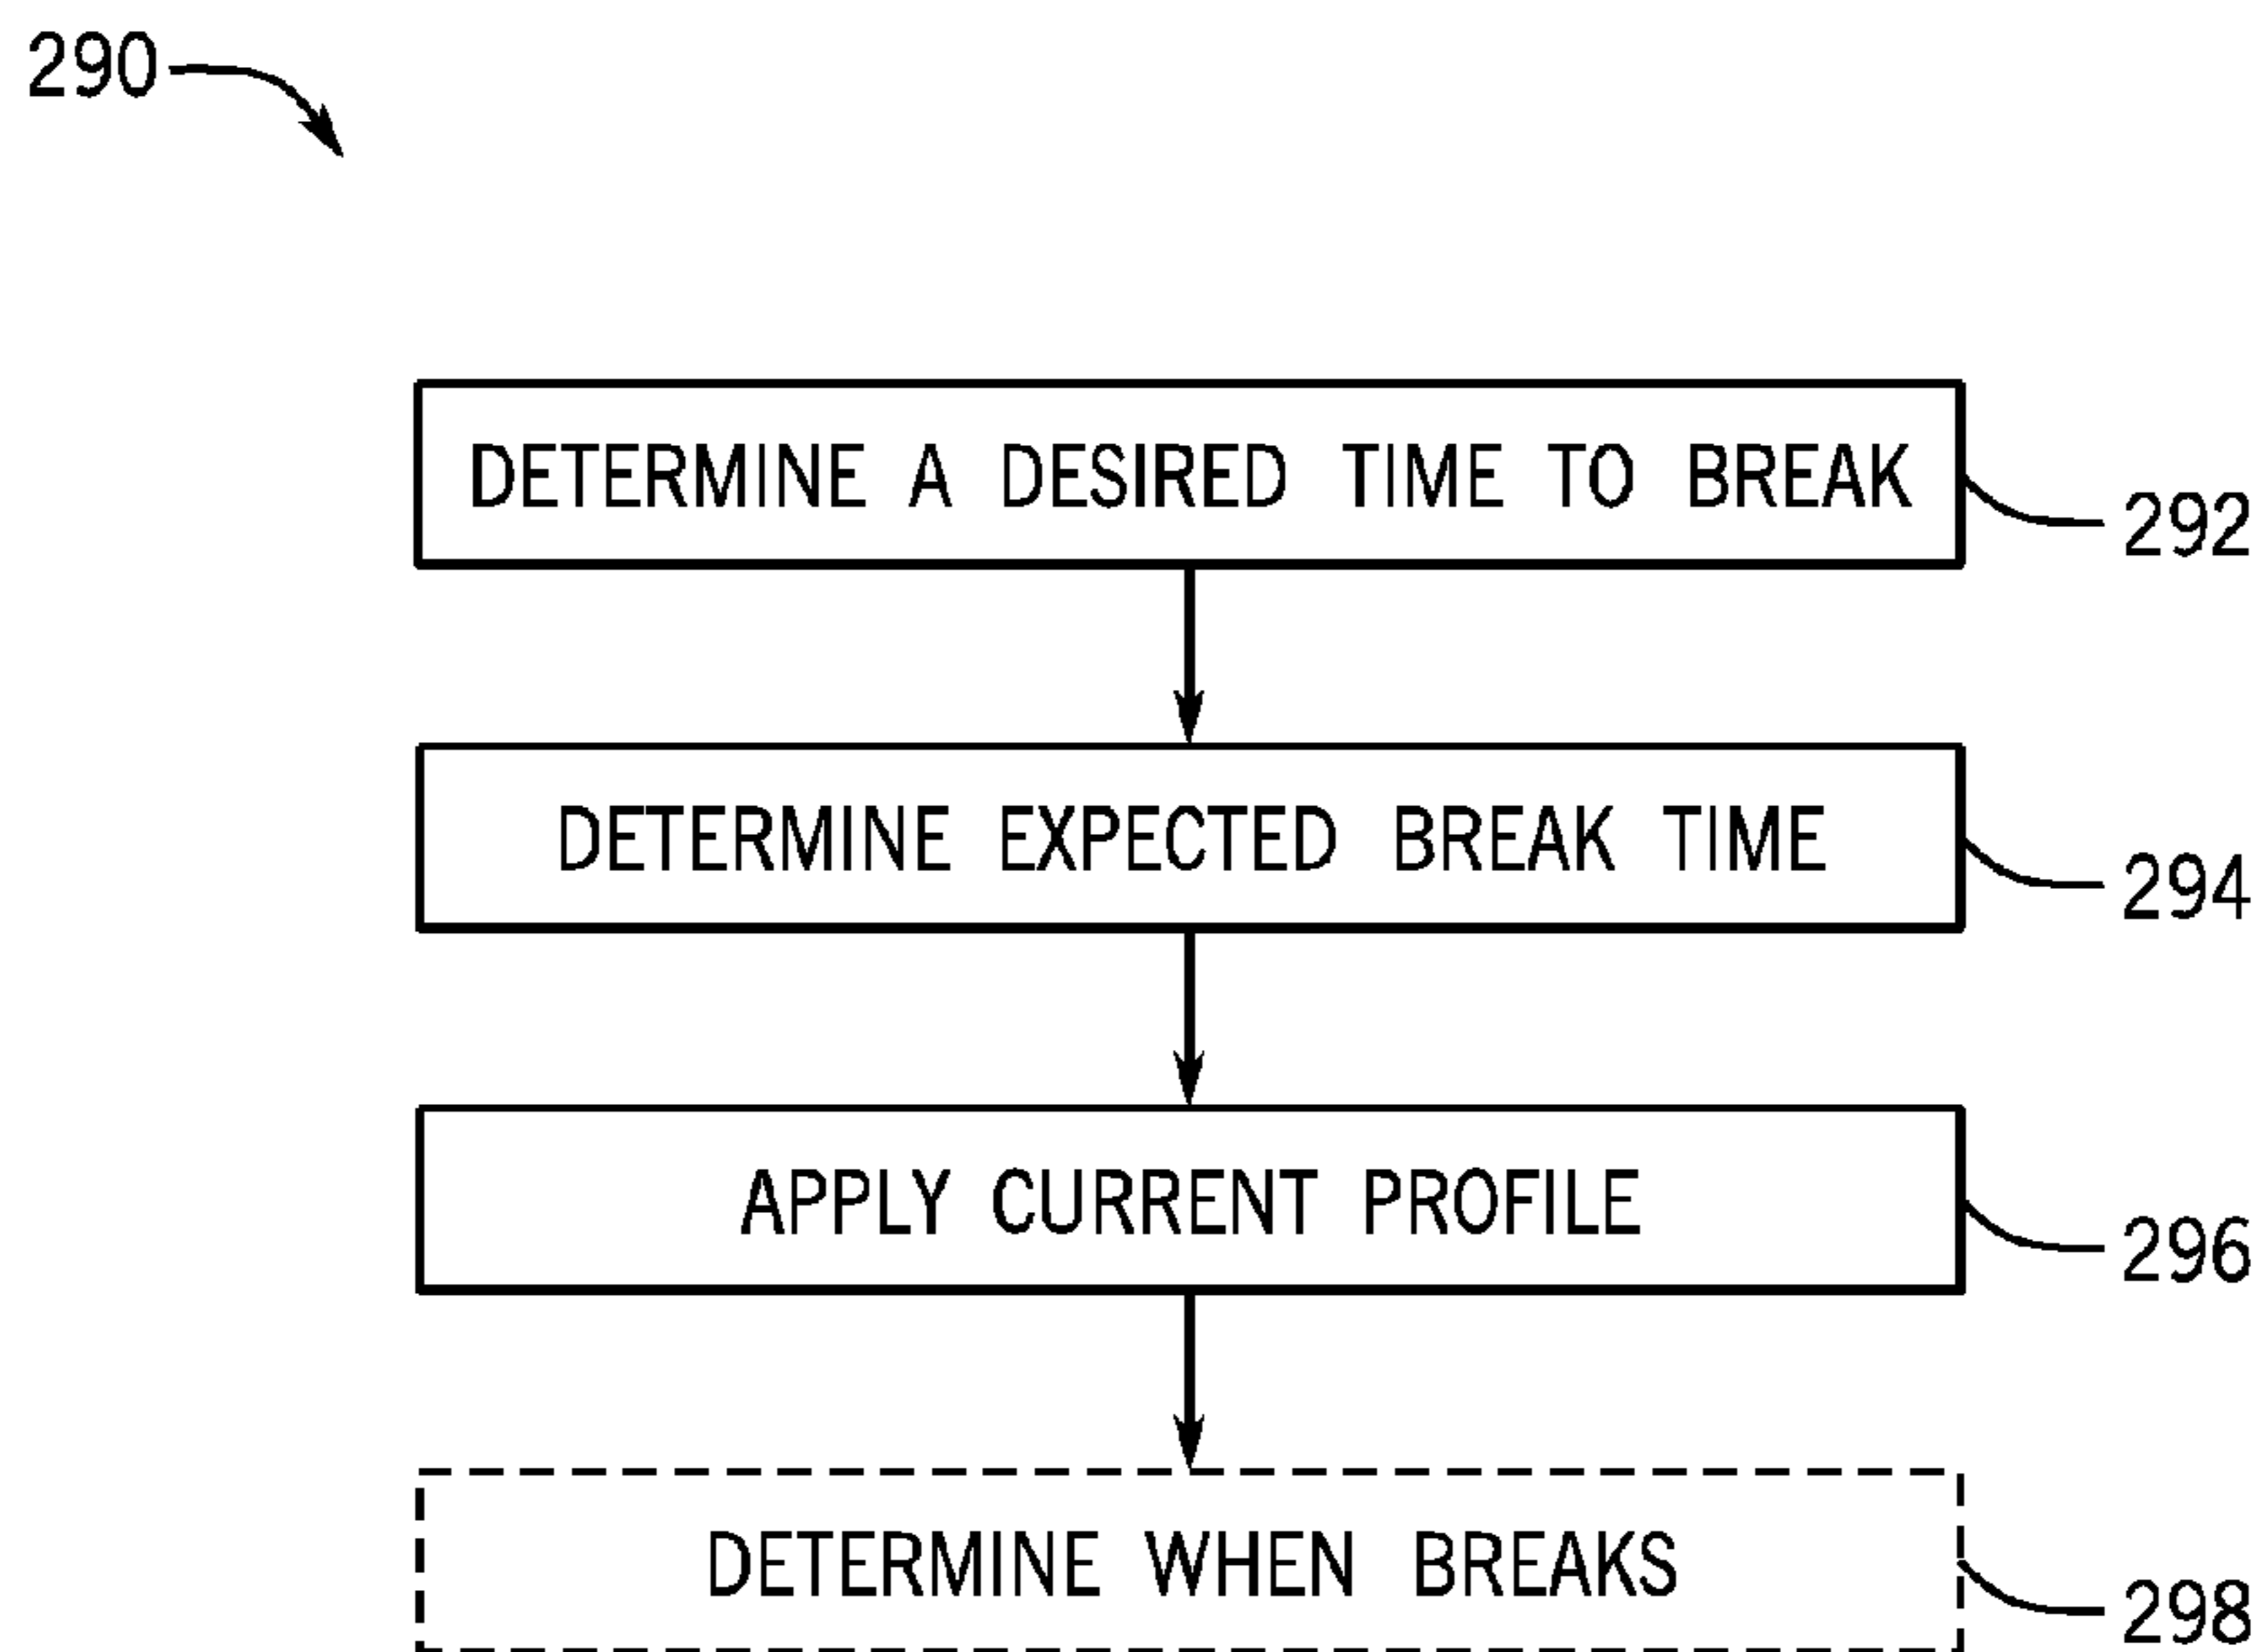 290
DETERMINE A DESIRED TIME TO BREAK
292
DETERMINE EXPECTED BREAK TIME
294
APPLY CURRENT PROFILE
296
DETERMINE WHEN BREAKS
298